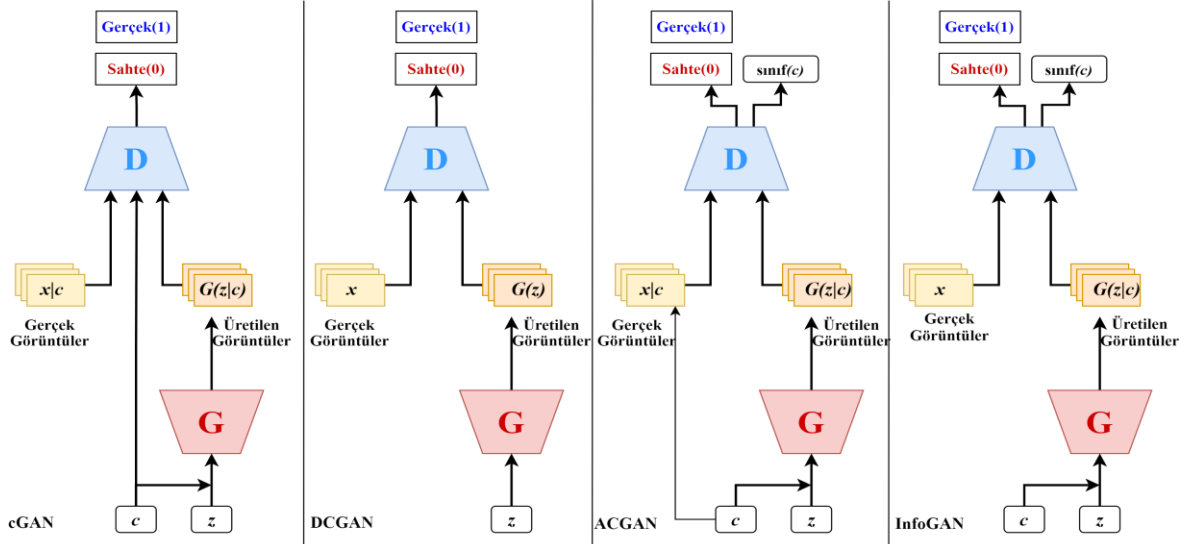 Gerçek(1)
Sahte(0)
D
x|c
G(z|c)
Gerçek
Görüntüler
Üretilen
Görüntüler
G
cGAN
c
z
Gerçek(1)
Sahte(0)
D
x
G(z)
Gerçek
Görüntüler
Üretilen
Görüntüler
G
DCGAN
z
Gerçek(1)
Sahte(0)
sınıf(c)
D
x|c
G(z|c)
Gerçek
Görüntüler
Üretilen
Görüntüler
G
ACGAN
c
z
Gerçek(1)
Sahte(0)
sınıf(c)
D
x
G(z|c)
Gerçek
Görüntüler
Üretilen
Görüntüler
G
InfoGAN
c
z